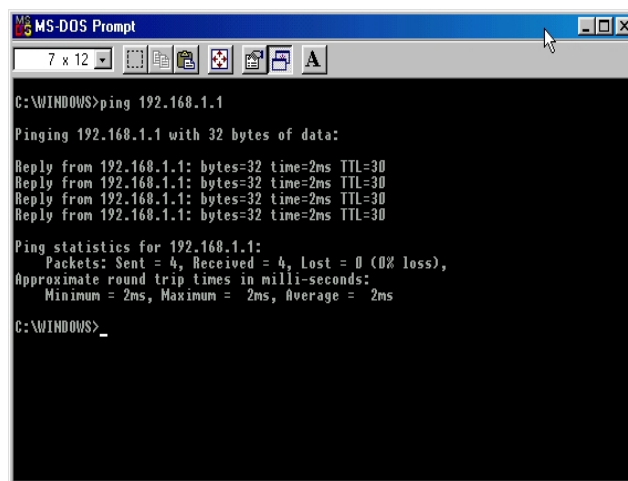 MS-DOS Prompt
7 x 12 A
C:\WINDOWS>ping 192.168.1.1
Pinging 192.168.1.1 with 32 bytes of data:
Reply from 192.168.1.1: bytes=32 time=2ms TTL=30
Reply from 192.168.1.1: bytes=32 time=2ms TTL=30
Reply from 192.168.1.1: bytes=32 time=2ms TTL=30
Reply from 192.168.1.1: bytes=32 time=2ms TTL=30
Ping statistics for 192.168.1.1:
    Packets: Sent = 4, Received = 4, Lost = 0 (0% loss),
Approximate round trip times in milli-seconds:
    Minimum = 2ms, Maximum =  2ms, Average =  2ms
C:\WINDOWS>_